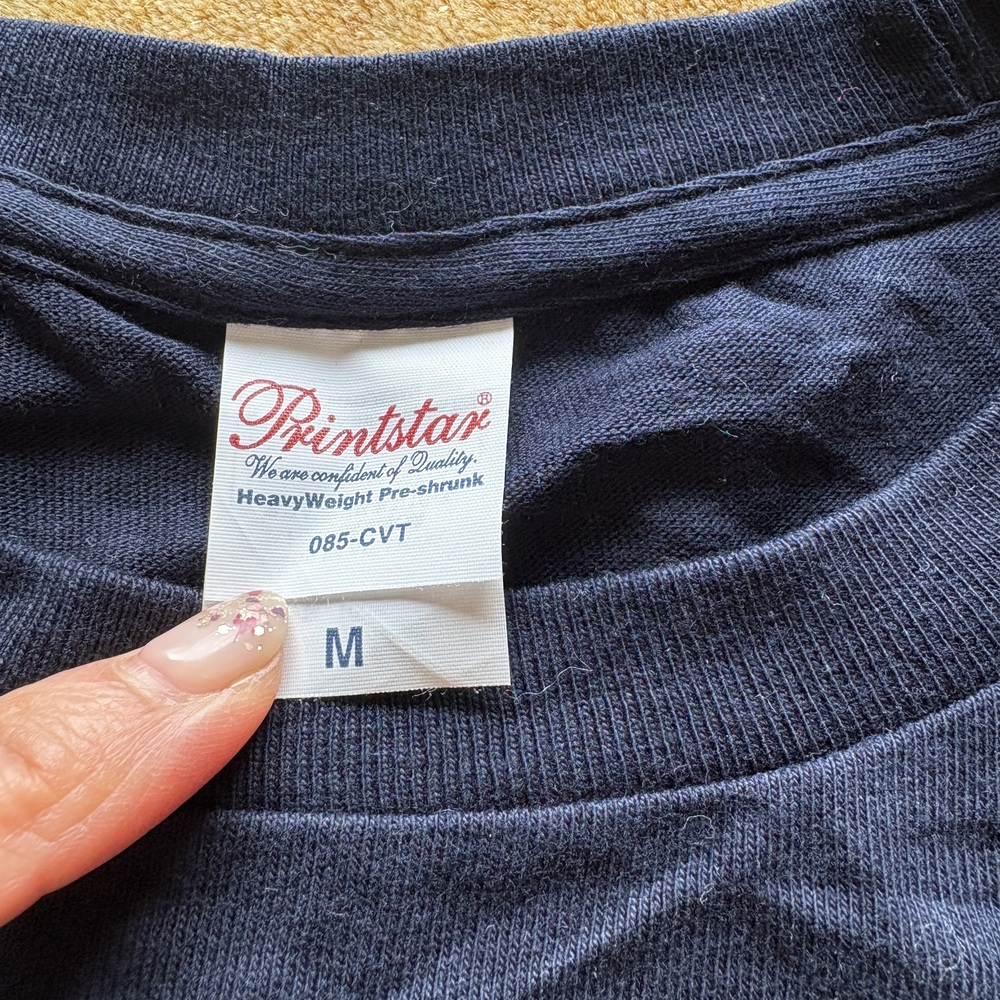 Printstar®
We are confident of Quality.
HeavyWeight Pre-shrunk
085-CVT
M